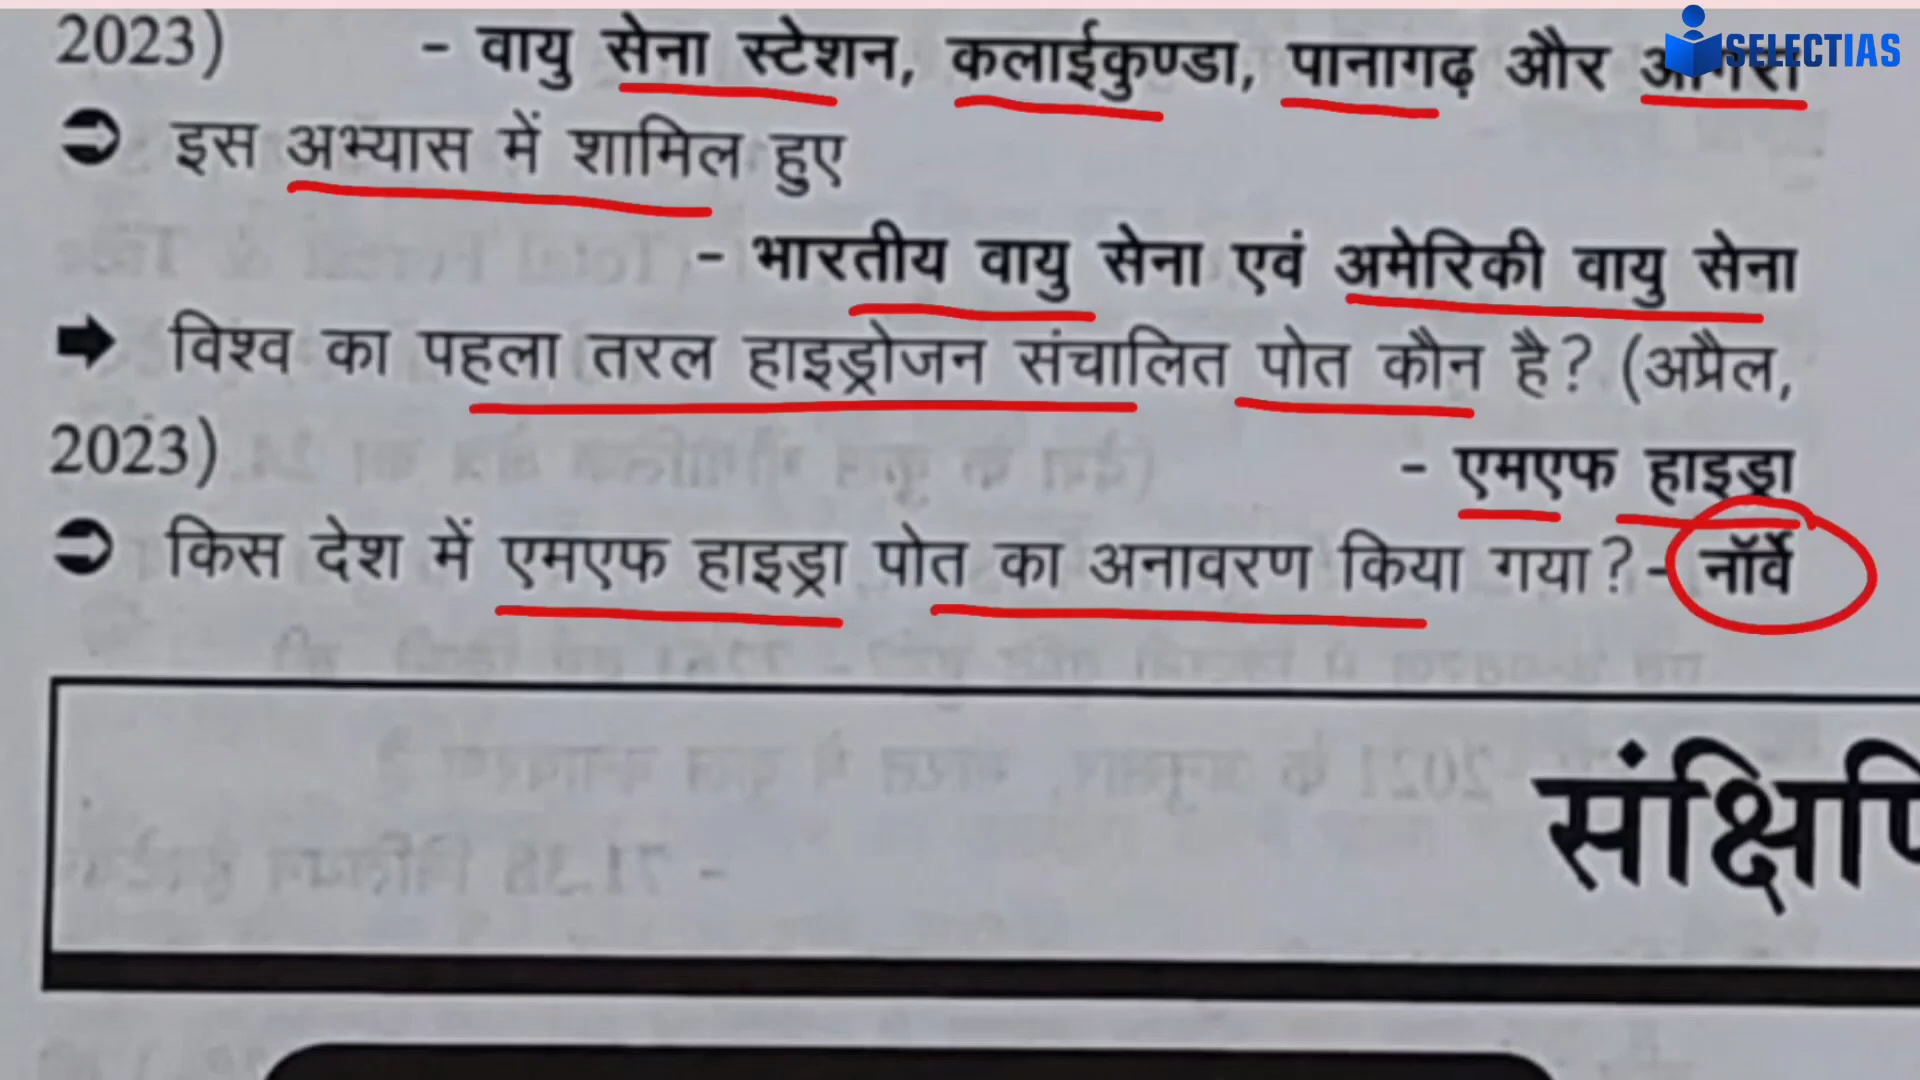 2023) - वायु सेना स्टेशन, कलाईकुण्डा, पानागढ़ और आगरा
SELECTIAS
इस अभ्यास में शामिल हुए
- भारतीय वायु सेना एवं अमेरिकी वायु सेना
विश्व का पहला तरल हाइड्रोजन संचालित पोत कौन है? (अप्रैल,
2023) - एमएफ हाइड्रा
किस देश में एमएफ हाइड्रा पोत का अनावरण किया गया? - नॉर्वे